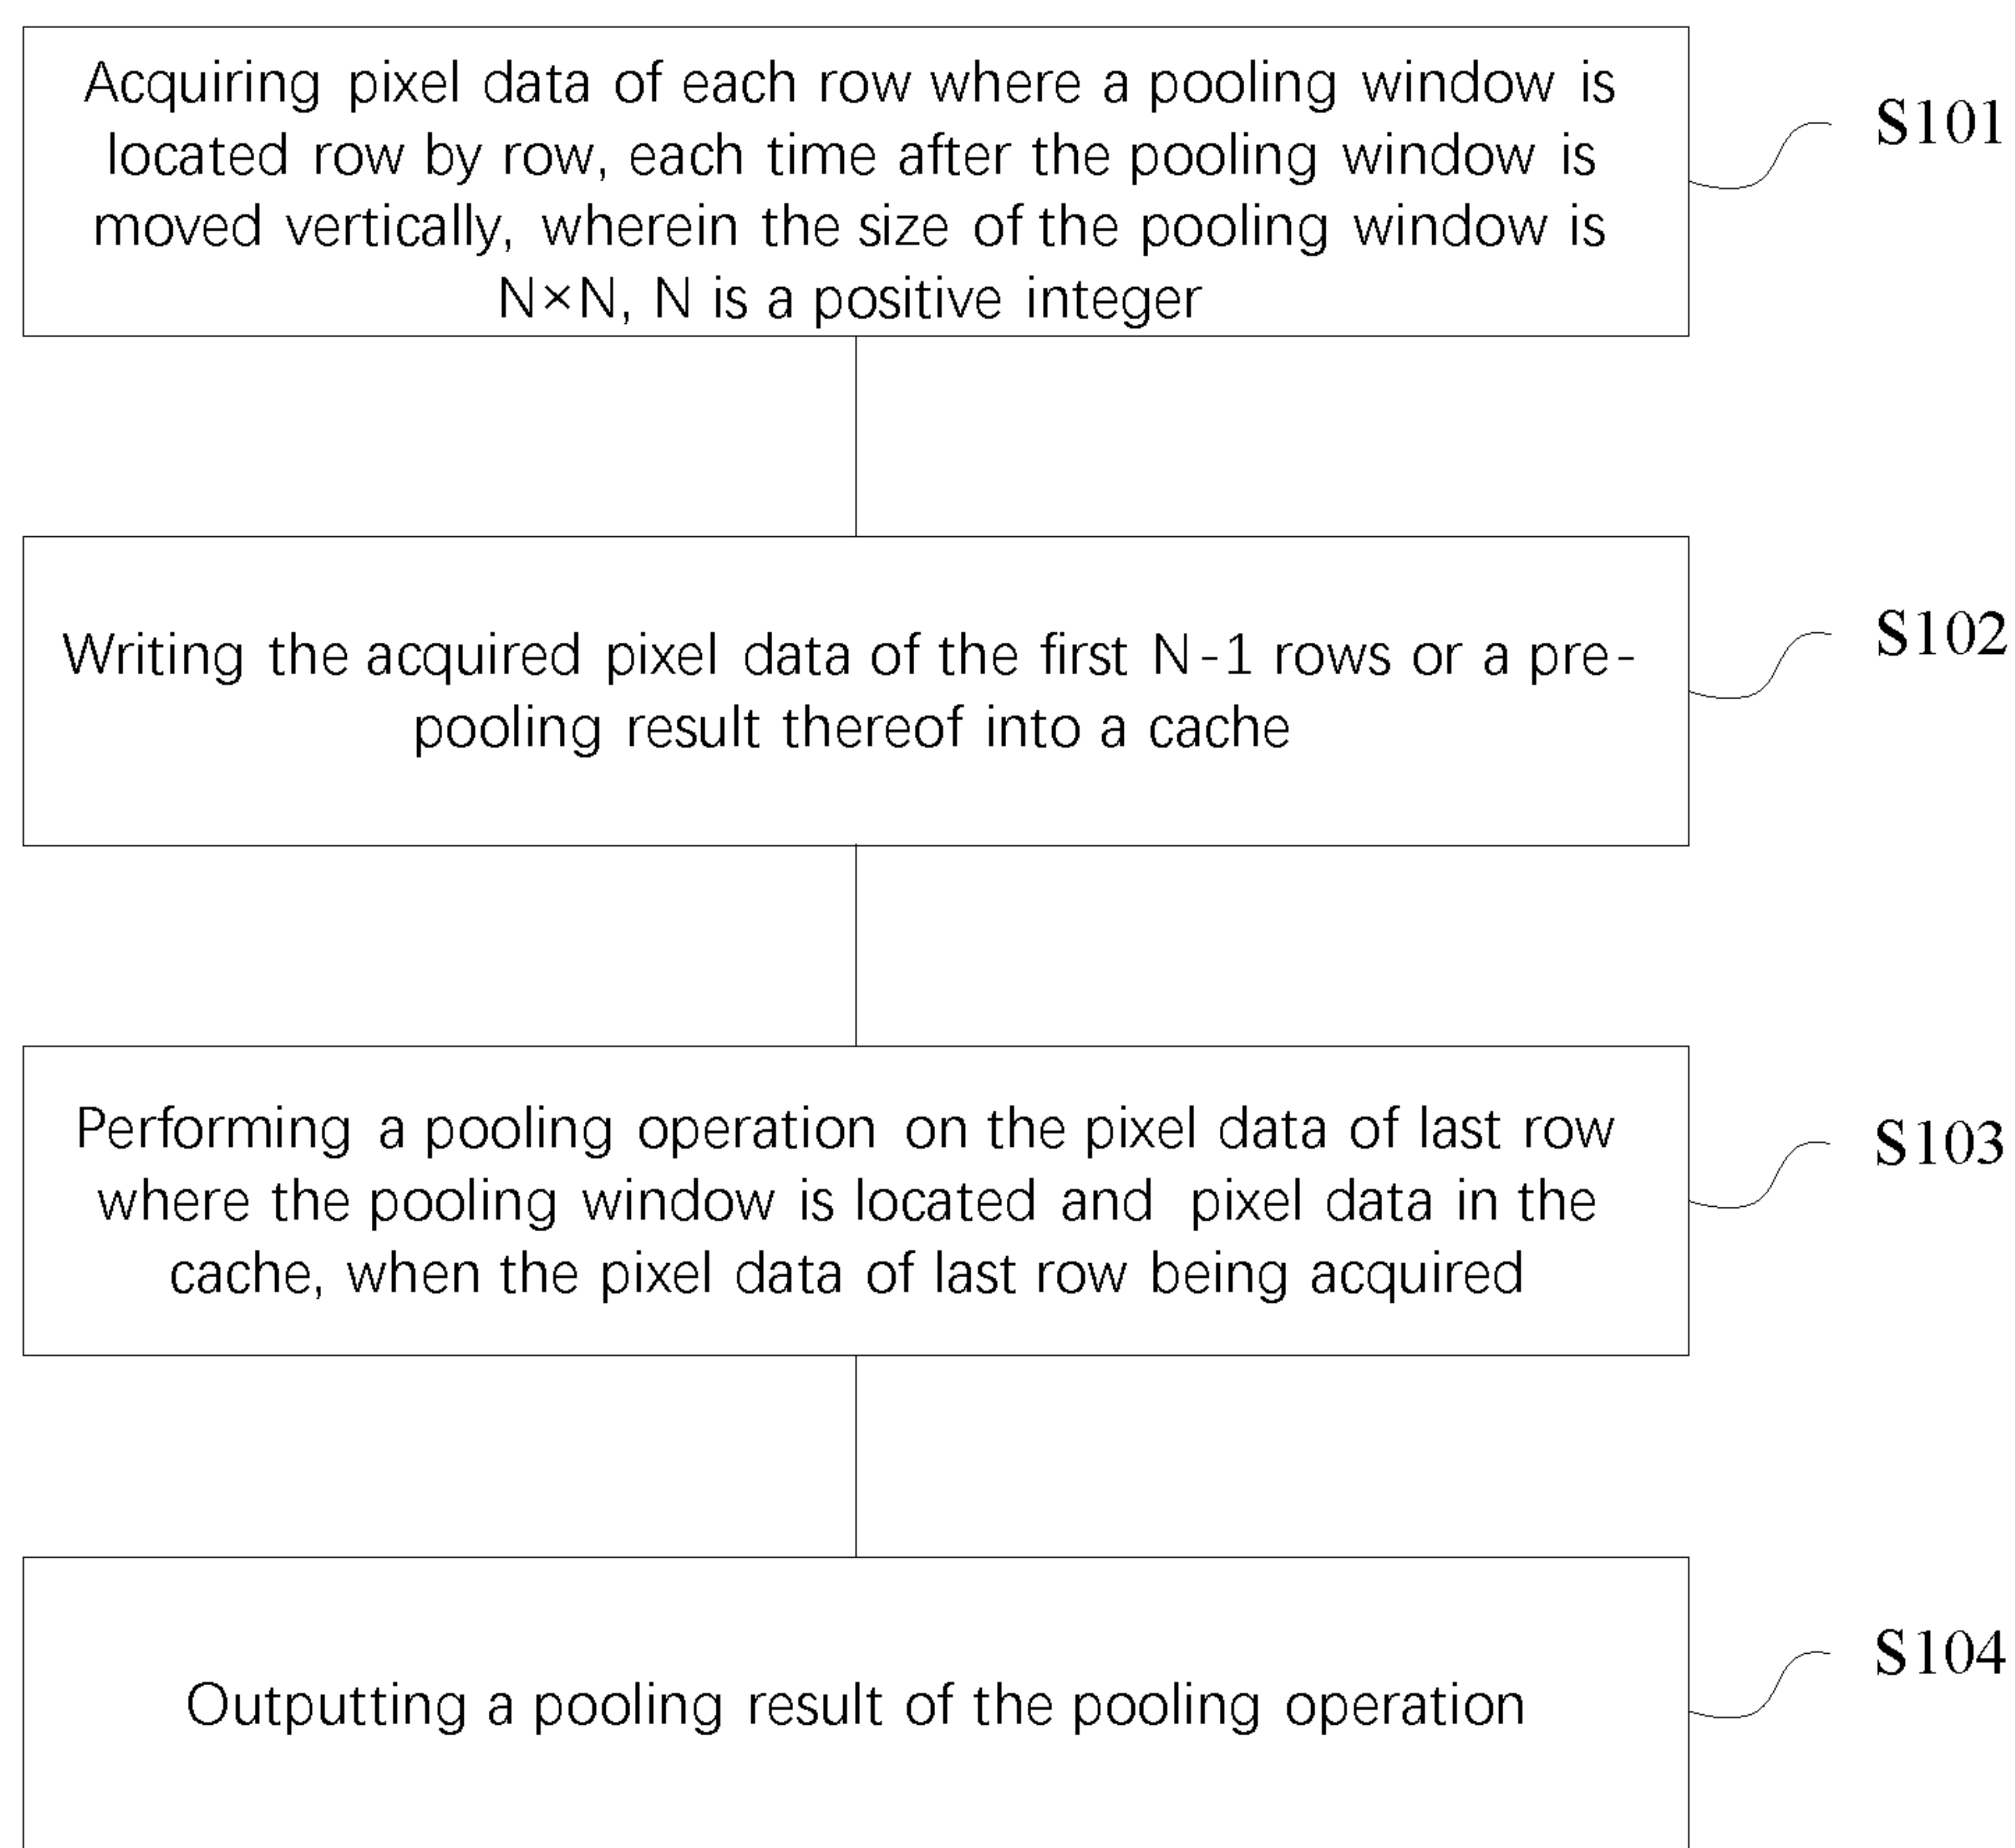 Acquiring pixel data of each row where a pooling window is
located row by row, each time after the pooling window is
moved vertically, wherein the size of the pooling window is
N×N, N is a positive integer
S101
Writing the acquired pixel data of the first N-1 rows or a pre-
pooling result thereof into a cache
S102
Performing a pooling operation on the pixel data of last row
where the pooling window is located and pixel data in the
cache, when the pixel data of last row being acquired
S103
Outputting a pooling result of the pooling operation
S104